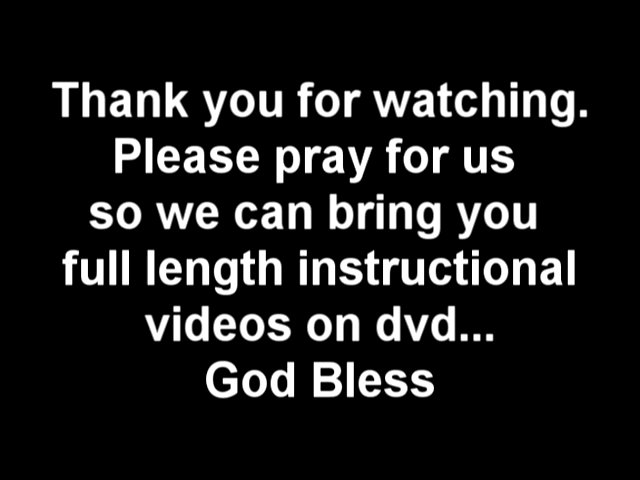 Thank you for watching.
Please pray for us
so we can bring you
full length instructional
videos on dvd...
God Bless